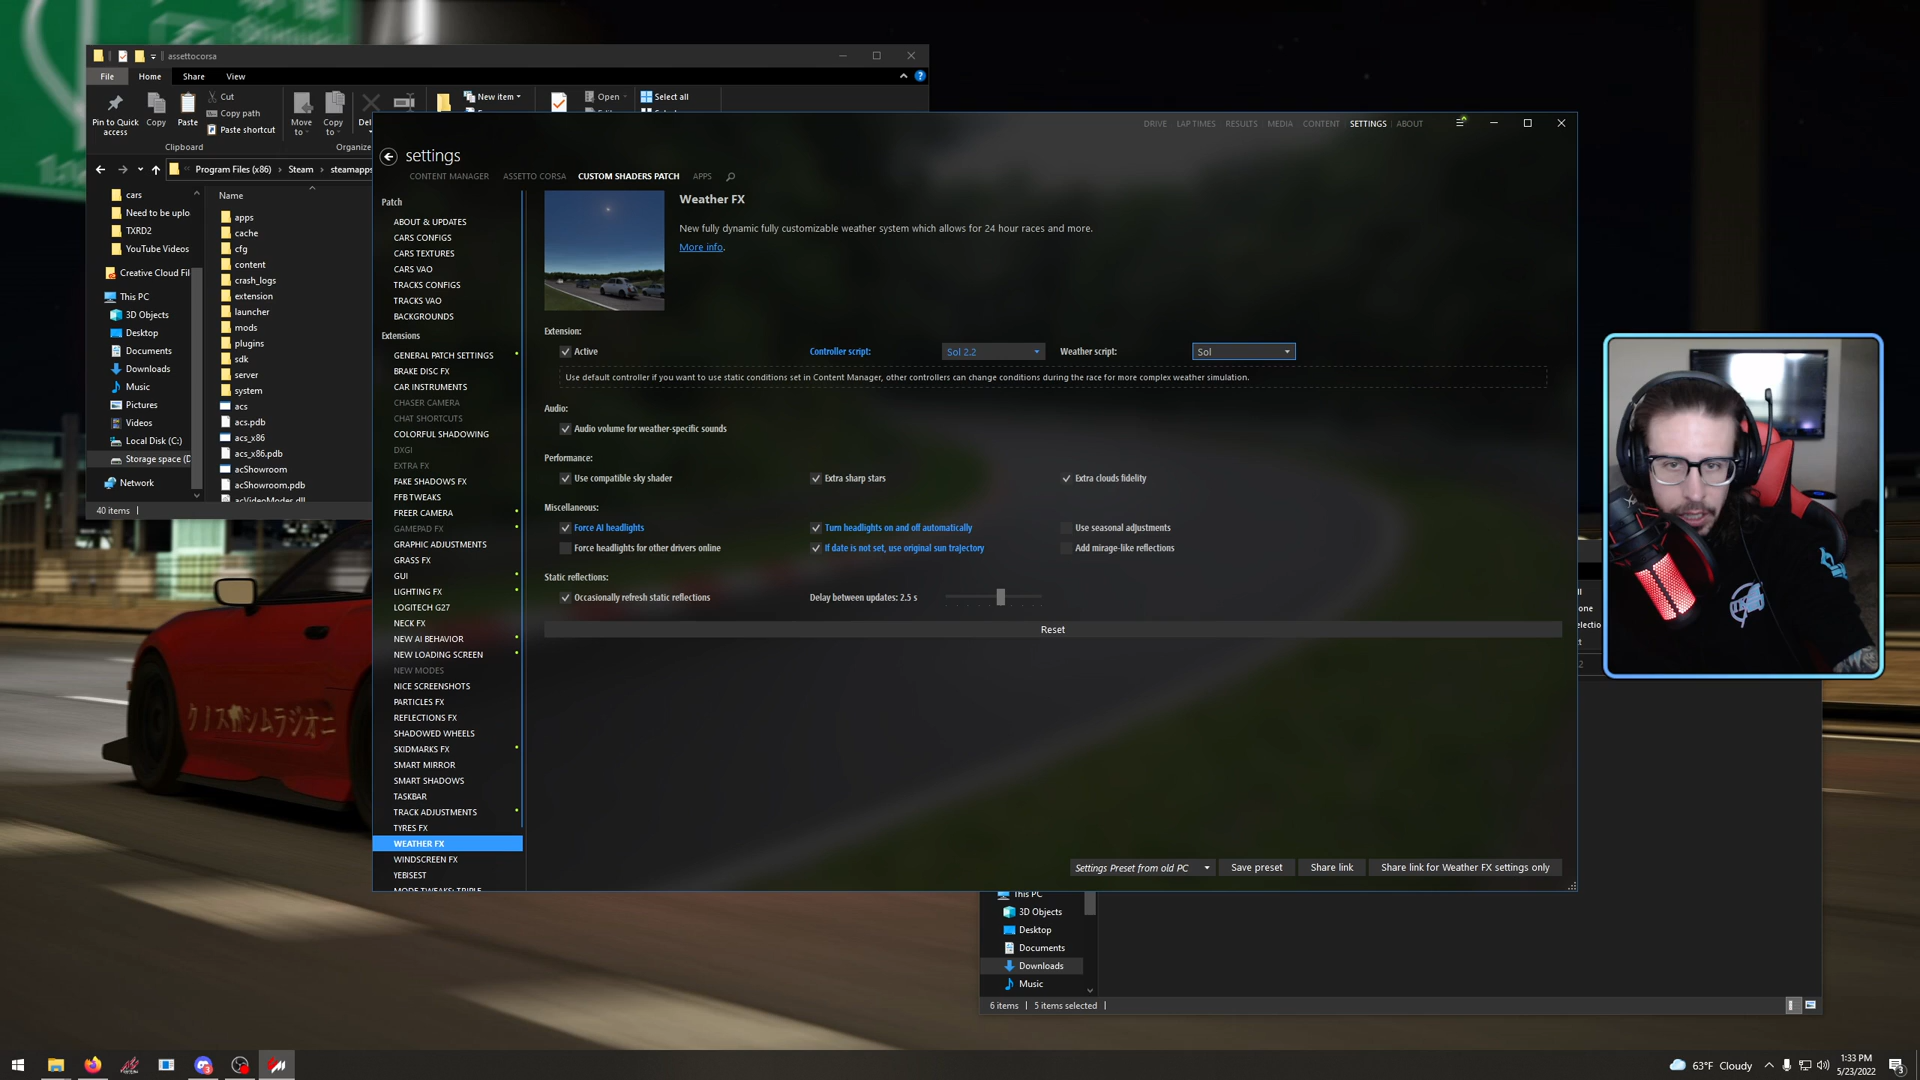 assettocorsa
File Home Share View
Pin to Quick access
Copy
Paste
Cut
Copy path
Paste shortcut
Move to
Copy to
New item
Open
Select all
Clipboard
Organize
Program Files (x86) > Steam > steamapps
cars
Need to be uplo
TXRD2
YouTube Videos
Creative Cloud Fil
This PC
3D Objects
Desktop
Documents
Downloads
Music
Pictures
Videos
Local Disk (C:)
Storage space (D
Network
Name
apps
cache
cfg
content
crash_logs
extension
launcher
mods
plugins
sdk
server
system
acs
acs.pdb
acs_x86
acs_x86.pdb
acShowroom
acShowroom.pdb
acVideoModes.dll
40 items
DRIVE LAP TIMES RESULTS MEDIA CONTENT SETTINGS ABOUT
settings
CONTENT MANAGER ASSETTO CORSA CUSTOM SHADERS PATCH APPS
Patch
ABOUT & UPDATES
CARS CONFIGS
CARS TEXTURES
CARS VAO
TRACKS CONFIGS
TRACKS VAO
BACKGROUNDS
Extensions
GENERAL PATCH SETTINGS
BRAKE DISC FX
CAR INSTRUMENTS
CHASER CAMERA
CHAT SHORTCUTS
COLORFUL SHADOWING
DXGI
EXTRA FX
FAKE SHADOWS FX
FFB TWEAKS
FREER CAMERA
GAMEPAD FX
GRAPHIC ADJUSTMENTS
GRASS FX
GUI
LIGHTING FX
LOGITECH G27
NECK FX
NEW AI BEHAVIOR
NEW LOADING SCREEN
NEW MODES
NICE SCREENSHOTS
PARTICLES FX
REFLECTIONS FX
SHADOWED WHEELS
SKIDMARKS FX
SMART MIRROR
SMART SHADOWS
TASKBAR
TRACK ADJUSTMENTS
TYRES FX
WEATHER FX
WINDSCREEN FX
YEBISEST
MODE TWEAKS: TRIPLE
Weather FX
New fully dynamic fully customizable weather system which allows for 24 hour races and more.
More info.
Extension:
Active Controller script: Sol 2.2 Weather script: Sol
Use default controller if you want to use static conditions set in Content Manager, other controllers can change conditions during the race for more complex weather simulation.
Audio:
Audio volume for weather-specific sounds
Performance:
Use compatible sky shader Extra sharp stars Extra clouds fidelity
Miscellaneous:
Force AI headlights Turn headlights on and off automatically Use seasonal adjustments
Force headlights for other drivers online If date is not set, use original sun trajectory Add mirage-like reflections
Static reflections:
Occasionally refresh static reflections Delay between updates: 2.5 s
Reset
Settings Preset from old PC Save preset Share link Share link for Weather FX settings only
クノス シムラジオニ
This PC
3D Objects
Desktop
Documents
Downloads
Music
6 items 5 items selected
63°F Cloudy
1:33 PM
5/23/2022